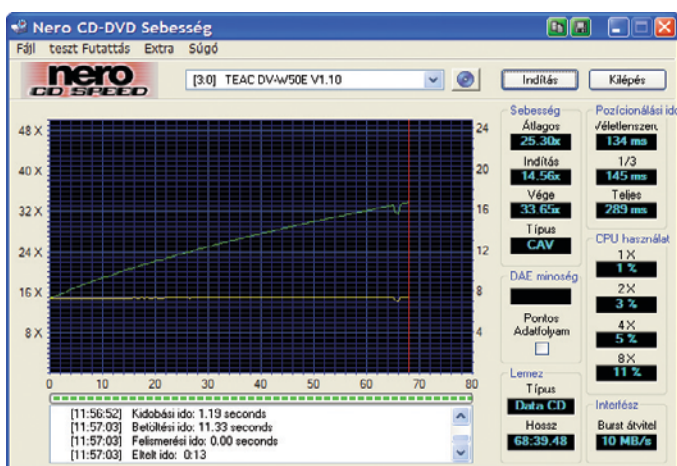 Nero CD-DVD Sebesség
Fájl teszt Futattás Extra Súgó
nero
CD SPEED
[3:0] TEAC DV-W50E V1.10
Indítás
Kilépés
48 X
40 X
32 X
24 X
16 X
8 X
24
20
16
12
8
4
0 10 20 30 40 50 60 70 80
Sebesség
Átlagos
25.30x
Indítás
14.56x
Vége
33.65x
Típus
CAV
DAE minoség
Pontos
Adatfolyam
Lemez
Típus
Data CD
Hossz
68:39.48
Pozícionálási ido
Véletlenszerű
134 ms
1/3
145 ms
Teljes
289 ms
CPU használat
1X
1 %
2X
3 %
4X
5 %
8X
11 %
Interfész
Burst átvitel
10 MB/s
[11:56:52] Kidobási ido: 1.19 seconds
[11:57:03] Betöltési ido: 11.33 seconds
[11:57:03] Felismerési ido: 0.00 seconds
[11:57:03] Eltelt ido: 0:13